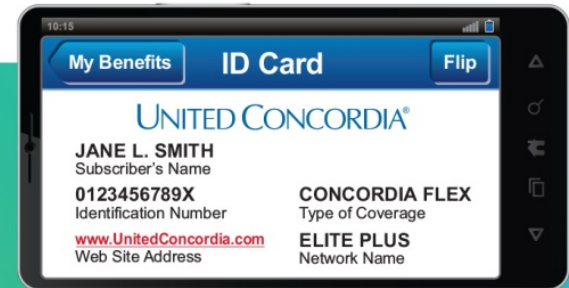 10:15
My Benefits ID Card Flip
UNITED CONCORDIA®
JANE L. SMITH
Subscriber's Name
0123456789X CONCORDIA FLEX
Identification Number Type of Coverage
www.UnitedConcordia.com ELITE PLUS
Web Site Address Network Name